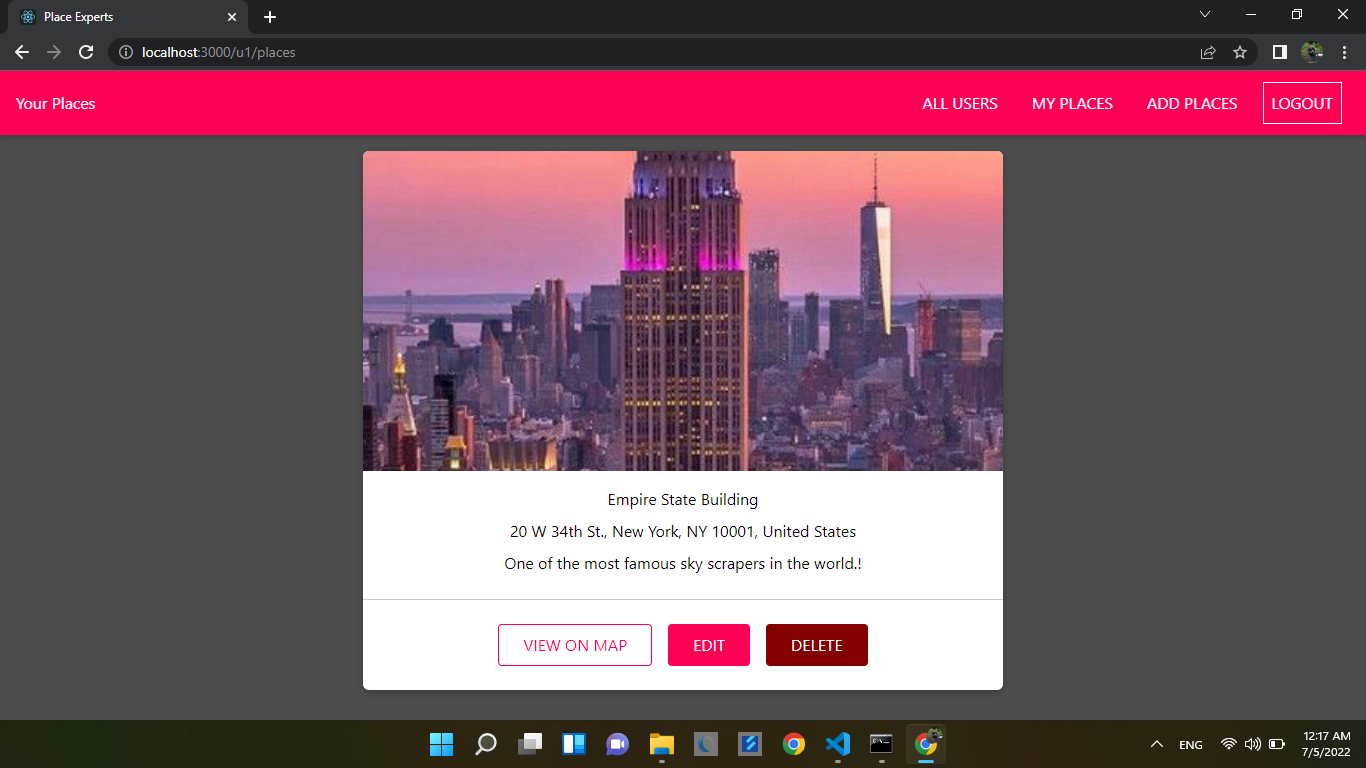 Place Experts
localhost:3000/u1/places
Your Places
ALL USERS
MY PLACES
ADD PLACES
LOGOUT
Empire State Building
20 W 34th St., New York, NY 10001, United States
One of the most famous sky scrapers in the world.!
VIEW ON MAP
EDIT
DELETE
ENG
12:17 AM
7/5/2022